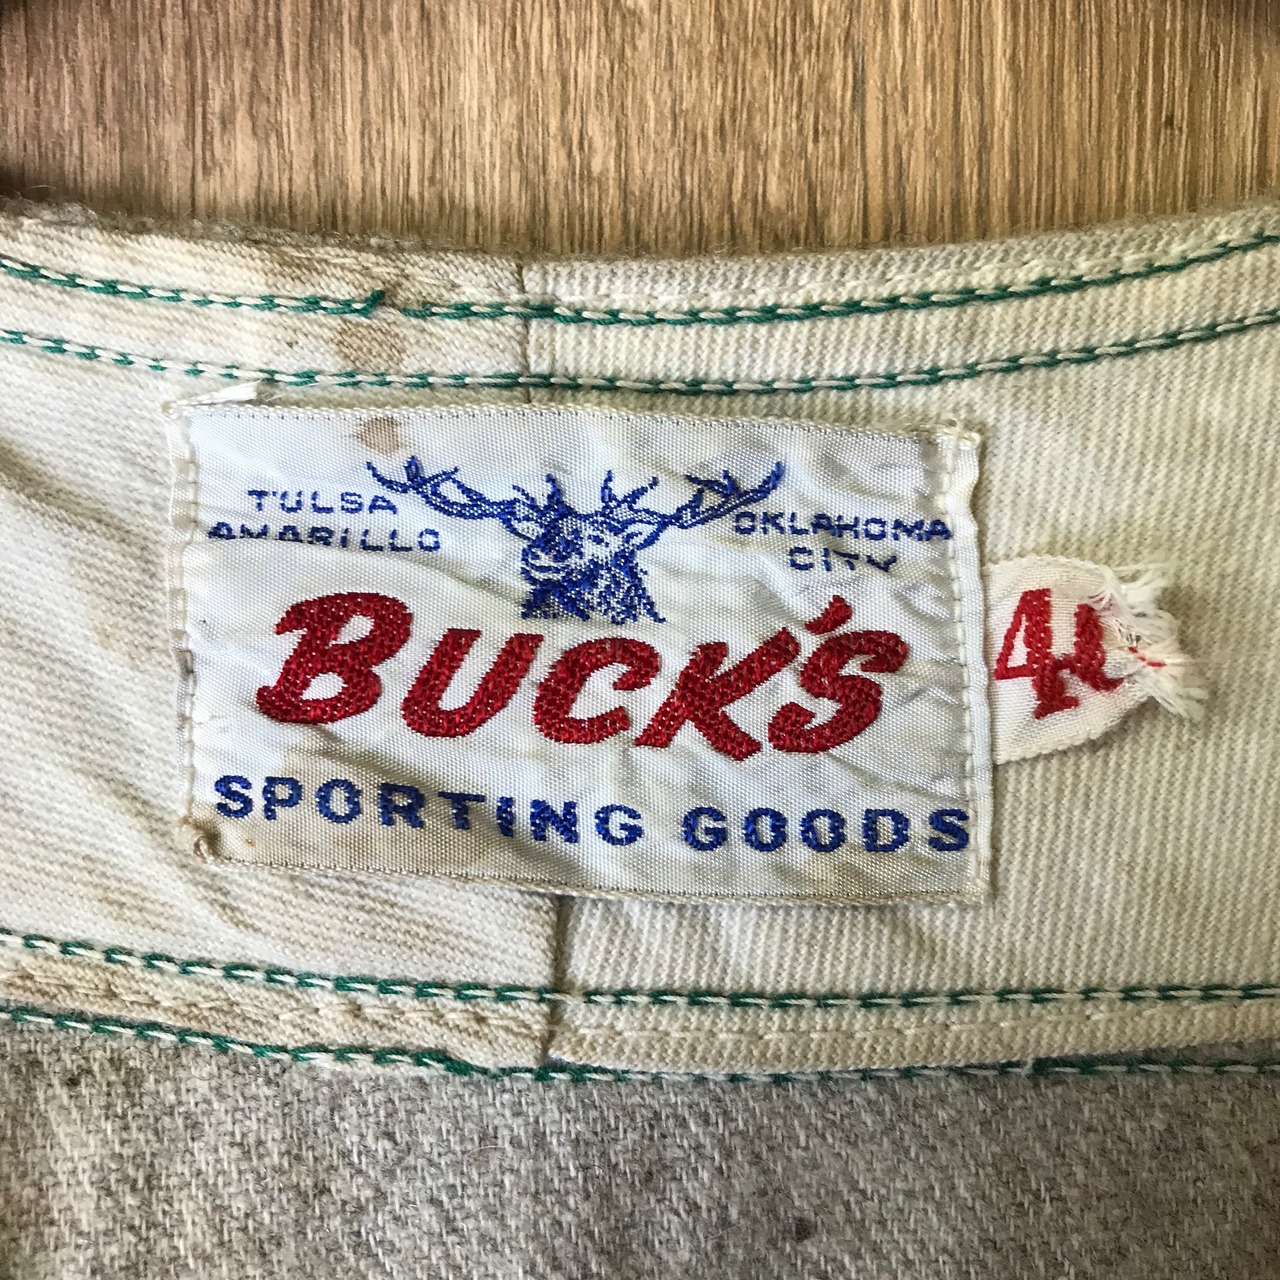 TULSA
AMARILLO
OKLAHOMA
CITY
BUCK'S
SPORTING GOODS